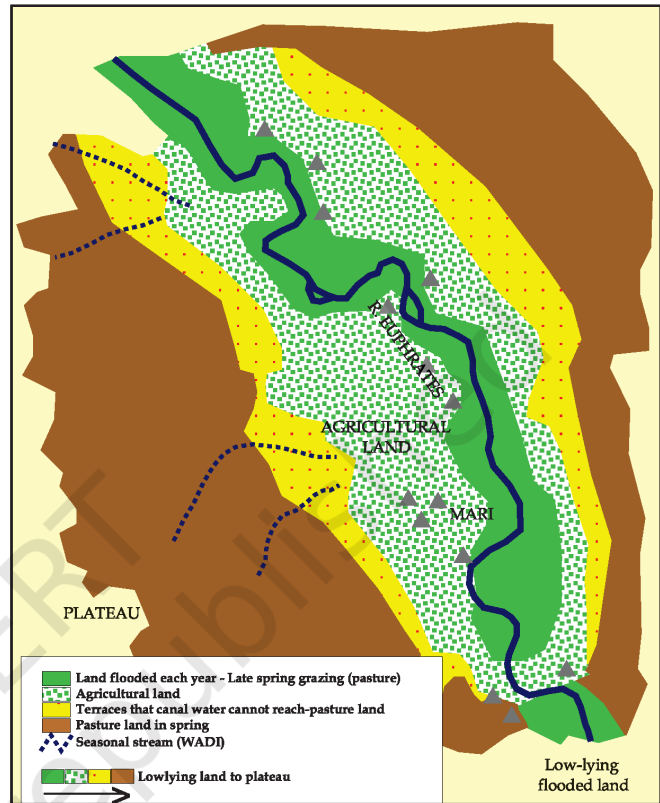 R. EUPHRATES
AGRICULTURAL
LAND
MARI
PLATEAU
Land flooded each year - Late spring grazing (pasture)
Agricultural land
Terraces that canal water cannot reach-pasture land
Pasture land in spring
Seasonal stream (WADI)
Lowlying land to plateau
Low-lying
flooded land